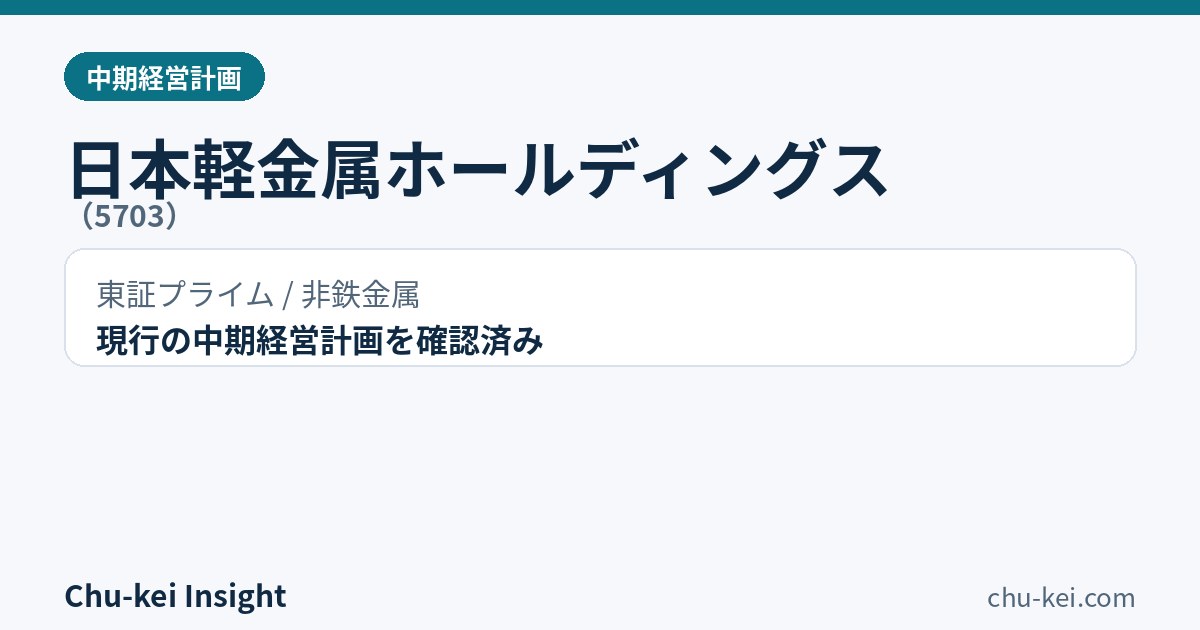 中期経営計画
日本軽金属ホールディングス
（5703）
東証プライム / 非鉄金属
現行の中期経営計画を確認済み
Chu-kei Insight
chu-kei.com